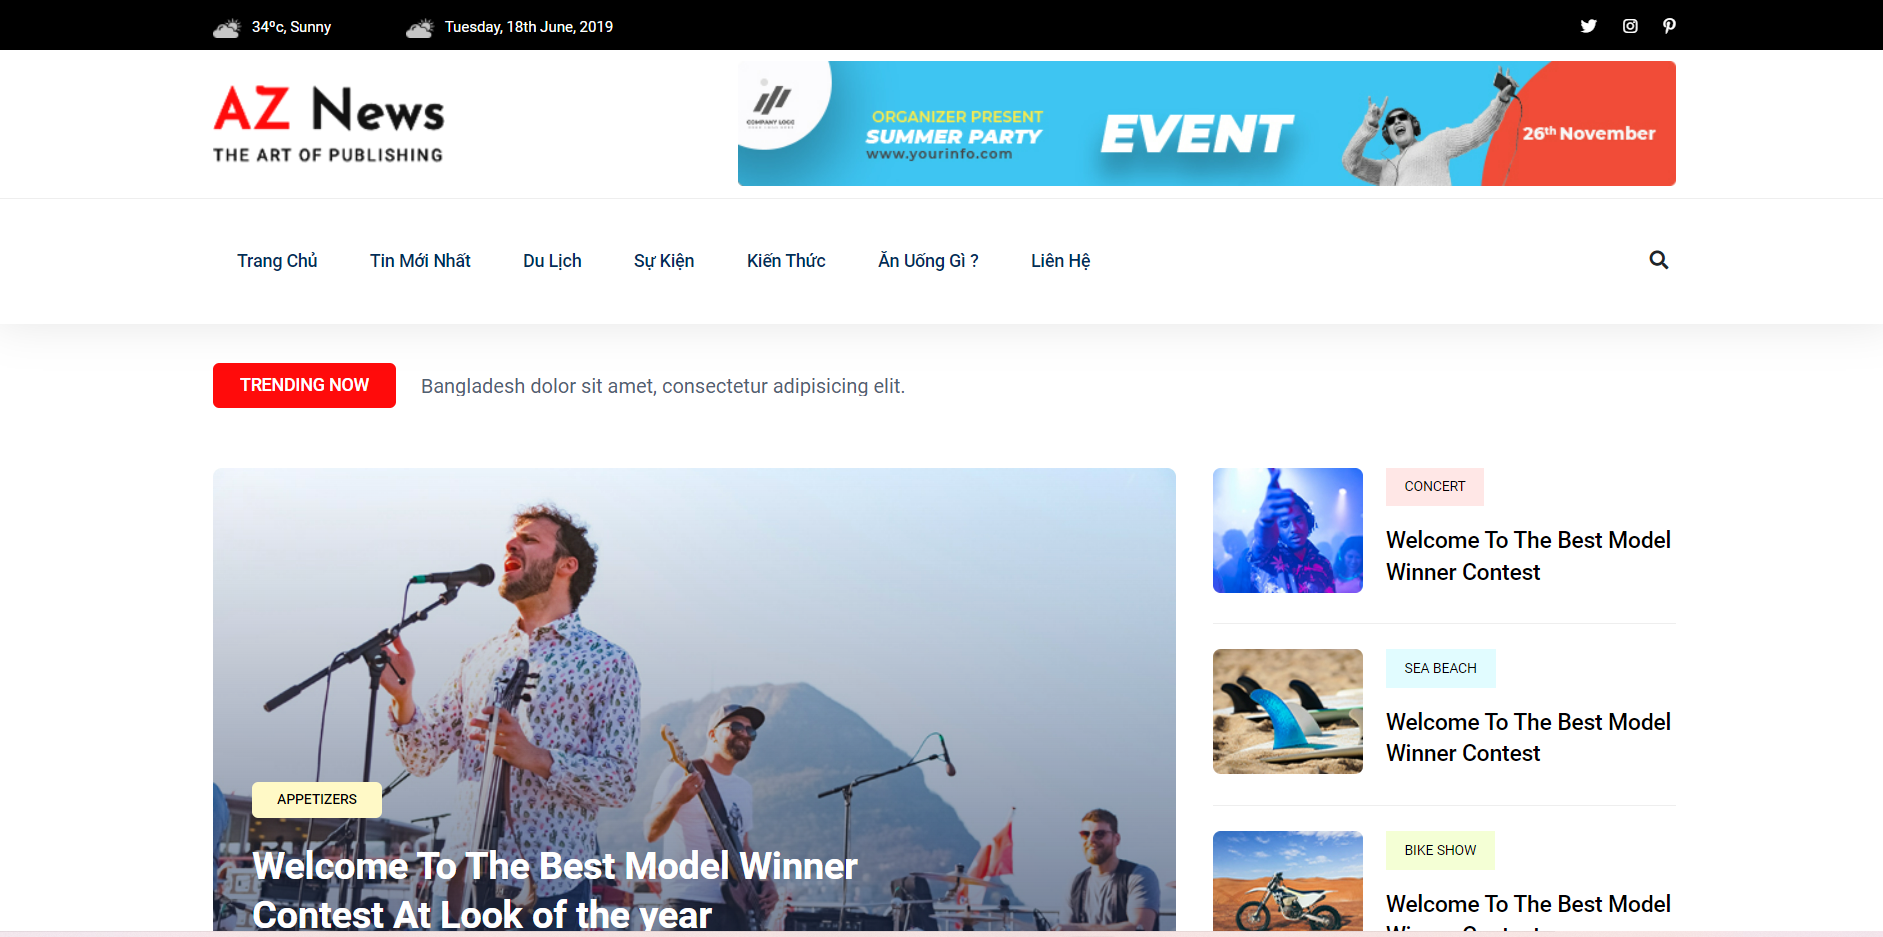 34ºc, Sunny
Tuesday, 18th June, 2019
AZ News
THE ART OF PUBLISHING
COMPANY LOGO
ORGANIZER PRESENT
SUMMER PARTY
www.yourinfo.com
EVENT
26th November
Trang Chủ
Tin Mới Nhất
Du Lịch
Sự Kiện
Kiến Thức
Ăn Uống Gì ?
Liên Hệ
TRENDING NOW
Bangladesh dolor sit amet, consectetur adipisicing elit.
APPETIZERS
Welcome To The Best Model Winner
Contest At Look of the year
CONCERT
Welcome To The Best Model
Winner Contest
SEA BEACH
Welcome To The Best Model
Winner Contest
BIKE SHOW
Welcome To The Best Model